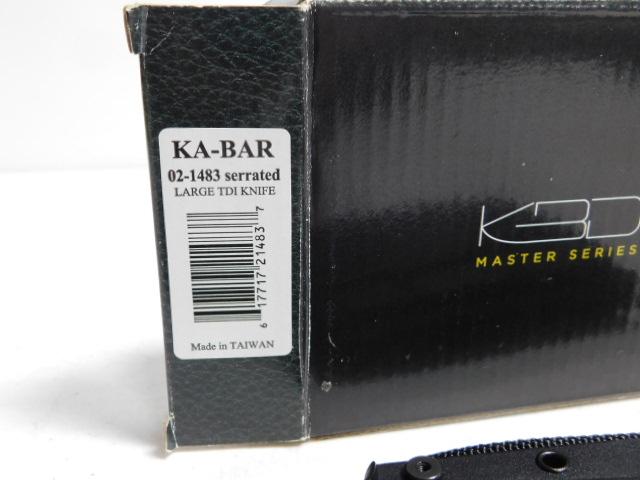 KA-BAR
02-1483 serrated
LARGE TDI KNIFE
6 17717 21483 7
Made in TAIWAN
MASTER SERIES